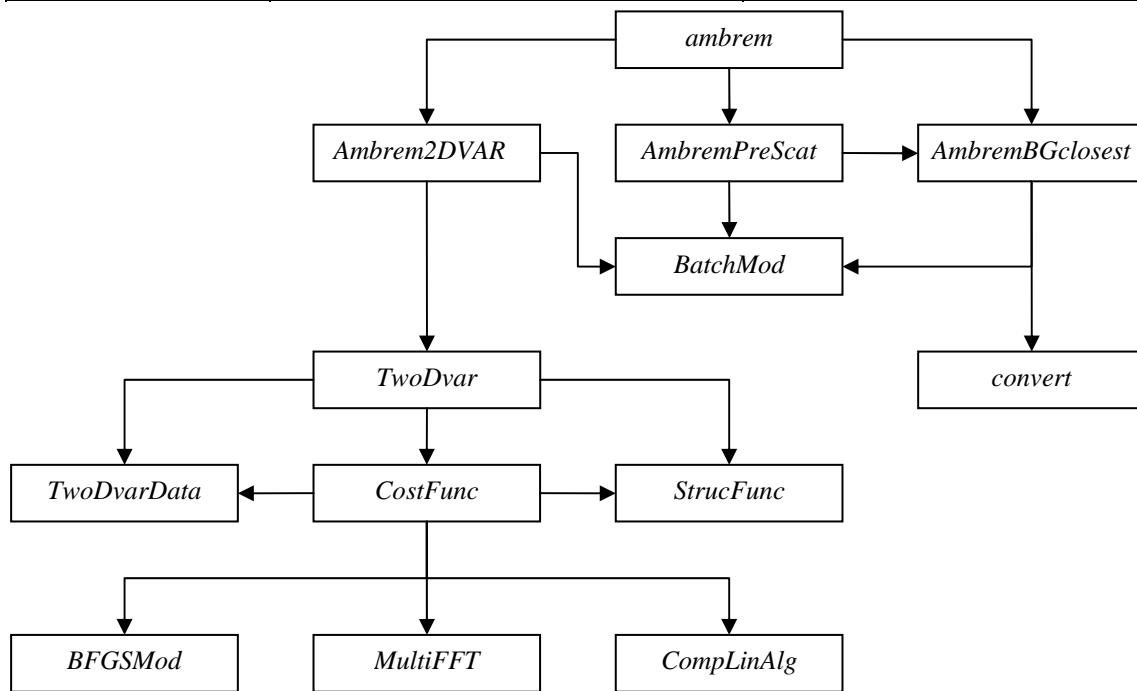 ambrem
Ambrem2DVAR
AmbremPreScat
AmbremBGclosest
BatchMod
TwoDvar
convert
TwoDvarData
CostFunc
StrucFunc
BFGSMod
MultiFFT
CompLinAlg